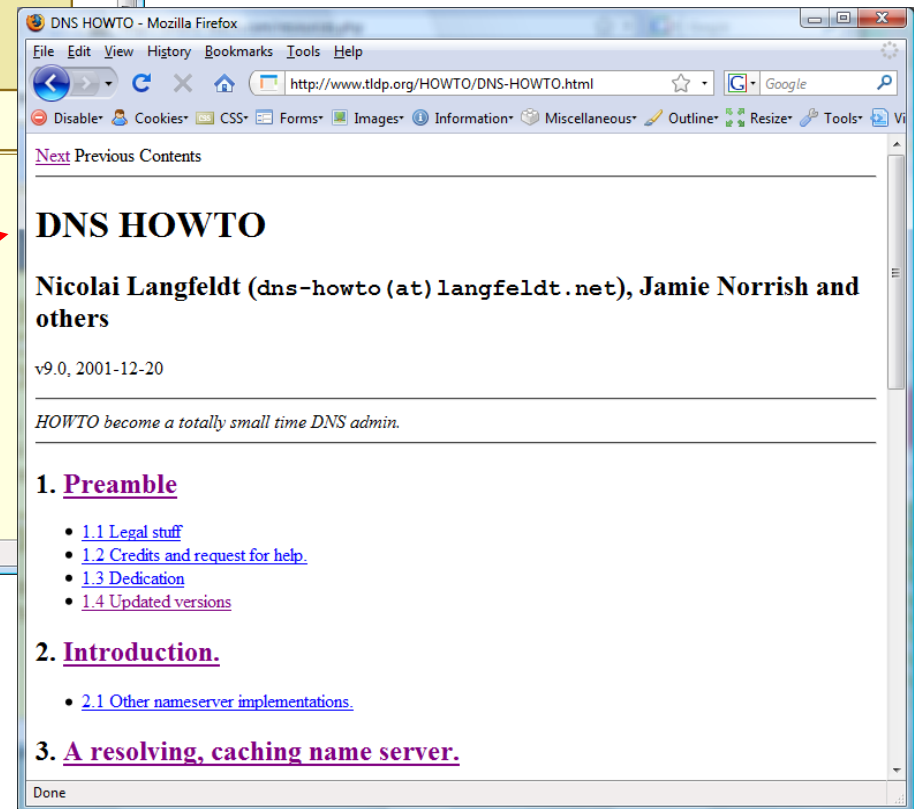 DNS HOWTO - Mozilla Firefox
File Edit View History Bookmarks Tools Help
http://www.tldp.org/HOWTO/DNS-HOWTO.html
G Google
Disable Cookies CSS Forms Images Information Miscellaneous Outline Resize Tools Vi
Next Previous Contents
DNS HOWTO
Nicolai Langfeldt (dns-howto(at)langfeldt.net), Jamie Norrish and
others
v9.0, 2001-12-20
HOWTO become a totally small time DNS admin.
1. Preamble
• 1.1 Legal stuff
• 1.2 Credits and request for help.
• 1.3 Dedication
• 1.4 Updated versions
2. Introduction.
• 2.1 Other nameserver implementations.
3. A resolving, caching name server.
Done